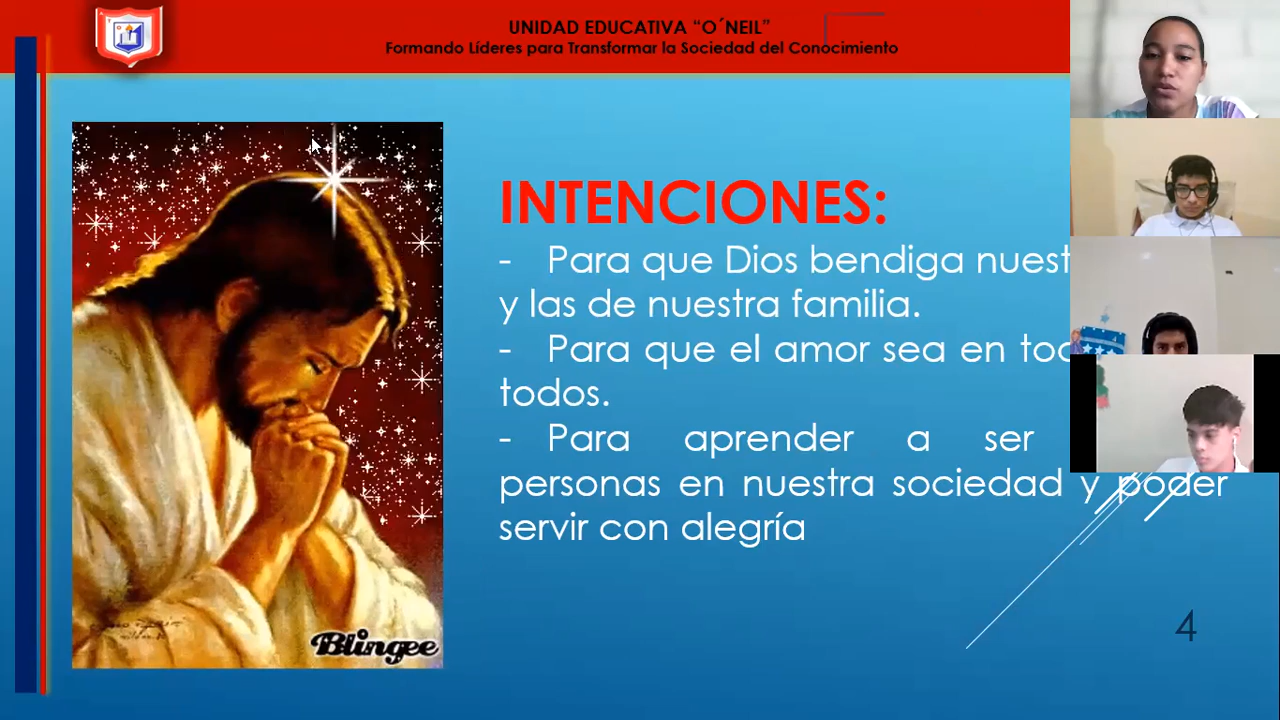 UNIDAD EDUCATIVA “O´NEIL”
Formando Líderes para Transformar la Sociedad del Conocimiento
INTENCIONES:
- Para que Dios bendiga
y las de nuestra familia.
- Para que el amor sea en
todos.
- Para aprender a ser
personas en nuestra sociedad y poder
servir con alegría
Blingee
4